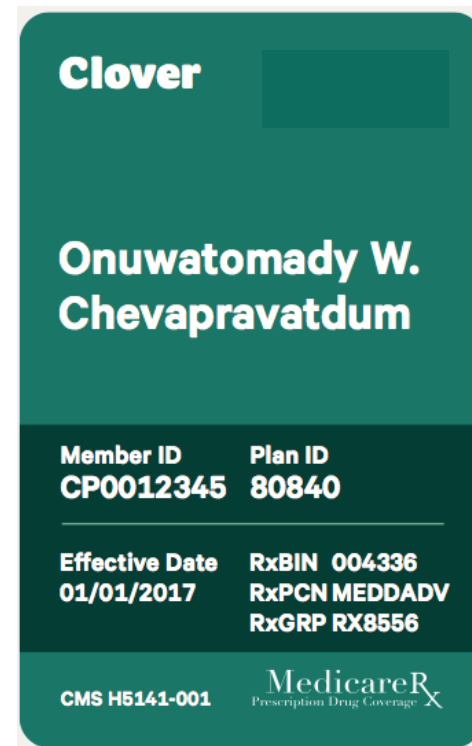 Clover
Onuwatomady W.
Chevapravatdum
Member ID Plan ID
CP0012345 80840
Effective Date RxBIN 004336
01/01/2017 RxPCN MEDDADV
RxGRP RX8556
CMS H5141-001 MedicareRx
Prescription Drug Coverage